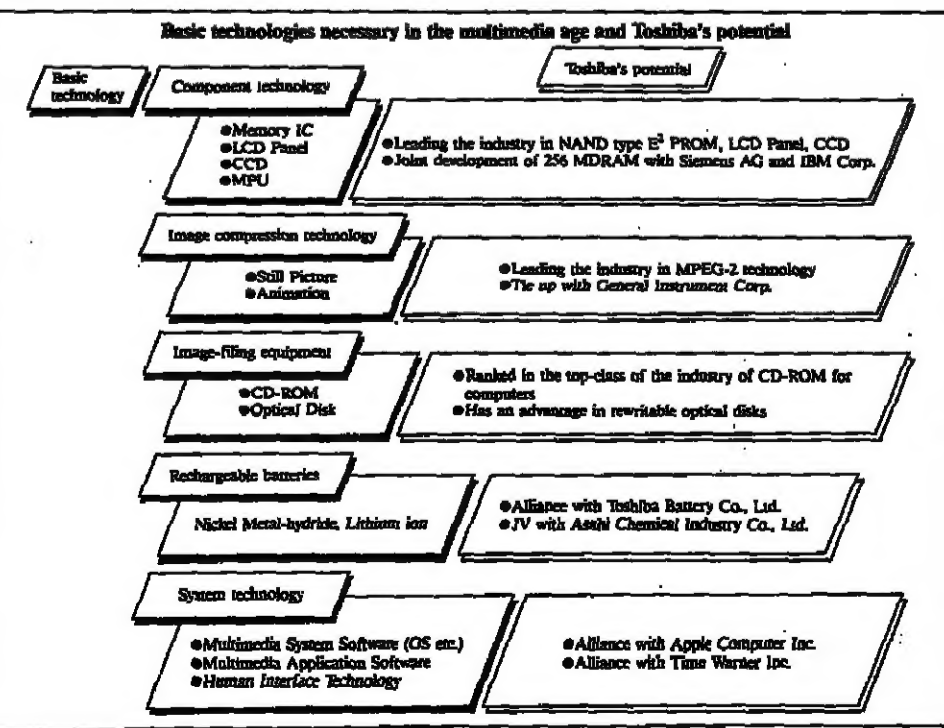 Basic technologies necessary in the multimedia age and Toshiba's potential
Basic
technology
Component technology
Toshiba's potential
●Memory IC
●LCD Panel
●CCD
●MPU
●Leading the industry in NAND type E² PROM, LCD Panel, CCD
●Joint development of 256 MDRAM with Siemens AG and IBM Corp.
Image compression technology
●Still Picture
●Animation
●Leading the industry in MPEG-2 technology
●Tie up with General Instrument Corp.
Image-filing equipment
●CD-ROM
●Optical Disk
●Ranked in the top-class of the industry of CD-ROM for
computers
●Has an advantage in rewritable optical disks
Rechargeable batteries
Nickel Metal-hydride, Lithium ion
●Alliance with Toshiba Battery Co., Ltd.
●JV with Asahi Chemical Industry Co., Ltd.
System technology
●Multimedia System Software (OS etc.)
●Multimedia Application Software
●Human Interface Technology
●Alliance with Apple Computer Inc.
●Alliance with Time Warner Inc.